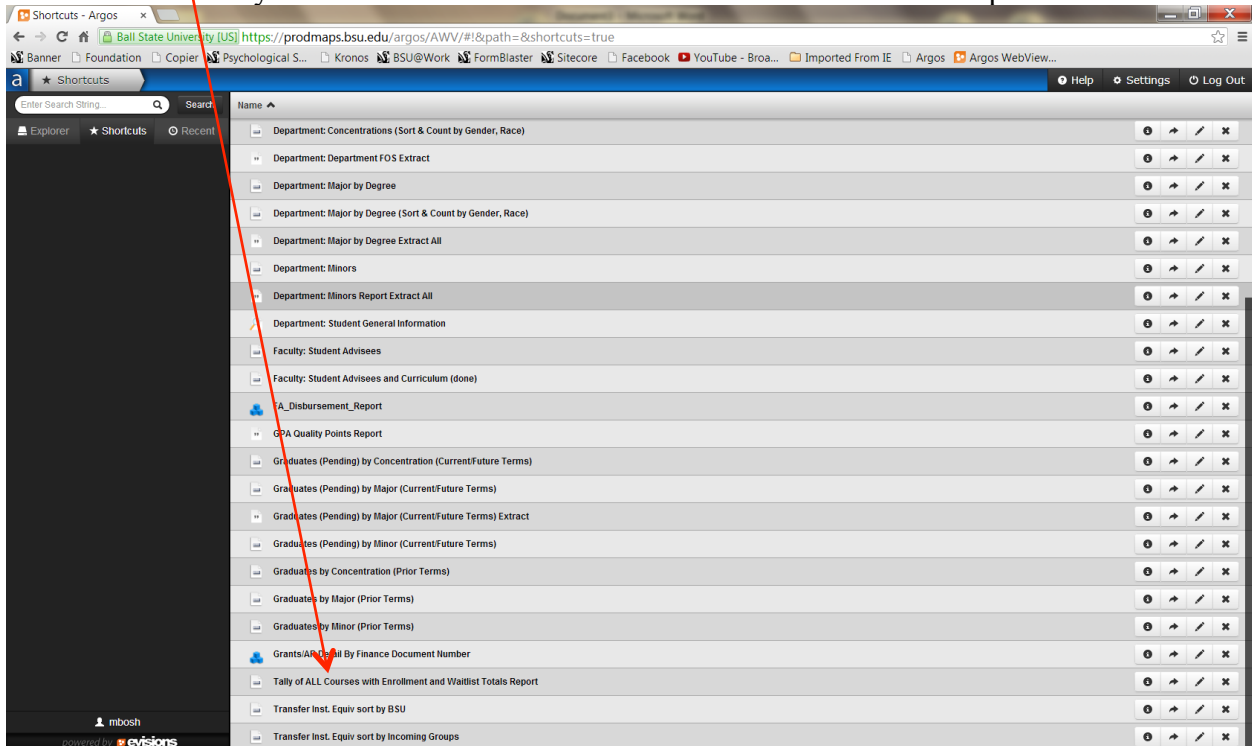 Shortcuts - Argos
Ball State University [US] https://prodmaps.bsu.edu/argos/AWV/#!&path=&shortcuts=true
Banner Foundation Copier Psychological S... Kronos BSU@Work FormBlaster Sitecore Facebook YouTube - Broa... Imported From IE Argos Argos WebView...
a Shortcuts Help Settings Log Out
Enter Search String... Search Name
Explorer Shortcuts Recent
Department: Concentrations (Sort & Count by Gender, Race)
Department: Department FOS Extract
Department: Major by Degree
Department: Major by Degree (Sort & Count by Gender, Race)
Department: Major by Degree Extract All
Department: Minors
Department: Minors Report Extract All
Department: Student General Information
Faculty: Student Advisees
Faculty: Student Advisees and Curriculum (done)
FA_Disbursement_Report
GPA Quality Points Report
Graduates (Pending) by Concentration (Current/Future Terms)
Graduates (Pending) by Major (Current/Future Terms)
Graduates (Pending) by Major (Current/Future Terms) Extract
Graduates (Pending) by Minor (Current/Future Terms)
Graduates by Concentration (Prior Terms)
Graduates by Major (Prior Terms)
Graduates by Minor (Prior Terms)
Grants/AR Detail By Finance Document Number
Tally of ALL Courses with Enrollment and Waitlist Totals Report
Transfer Inst. Equiv sort by BSU
mbosh
Transfer Inst. Equiv sort by Incoming Groups
powered by evisions